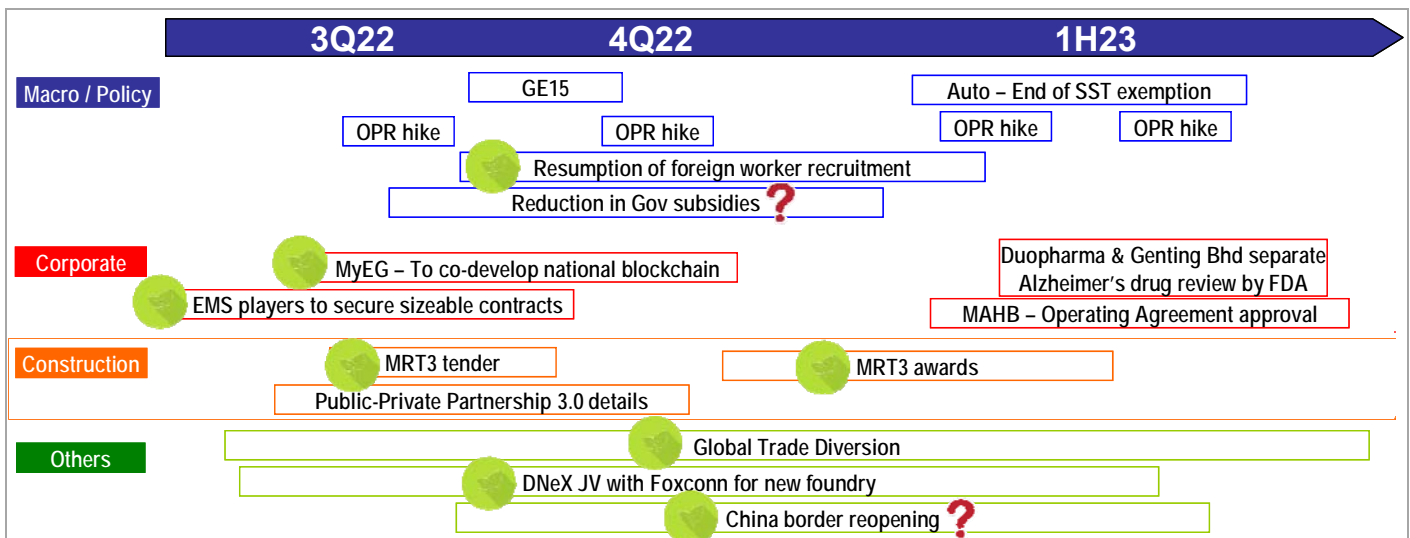 3Q22 4Q22 1H23
Macro / Policy
GE15
Auto – End of SST exemption
OPR hike
OPR hike
OPR hike
OPR hike
Resumption of foreign worker recruitment
Reduction in Gov subsidies ?
Corporate
MyEG – To co-develop national blockchain
Duopharma & Genting Bhd separate
Alzheimer's drug review by FDA
EMS players to secure sizeable contracts
MAHB – Operating Agreement approval
Construction
MRT3 tender
MRT3 awards
Public-Private Partnership 3.0 details
Others
Global Trade Diversion
DNeX JV with Foxconn for new foundry
China border reopening ?